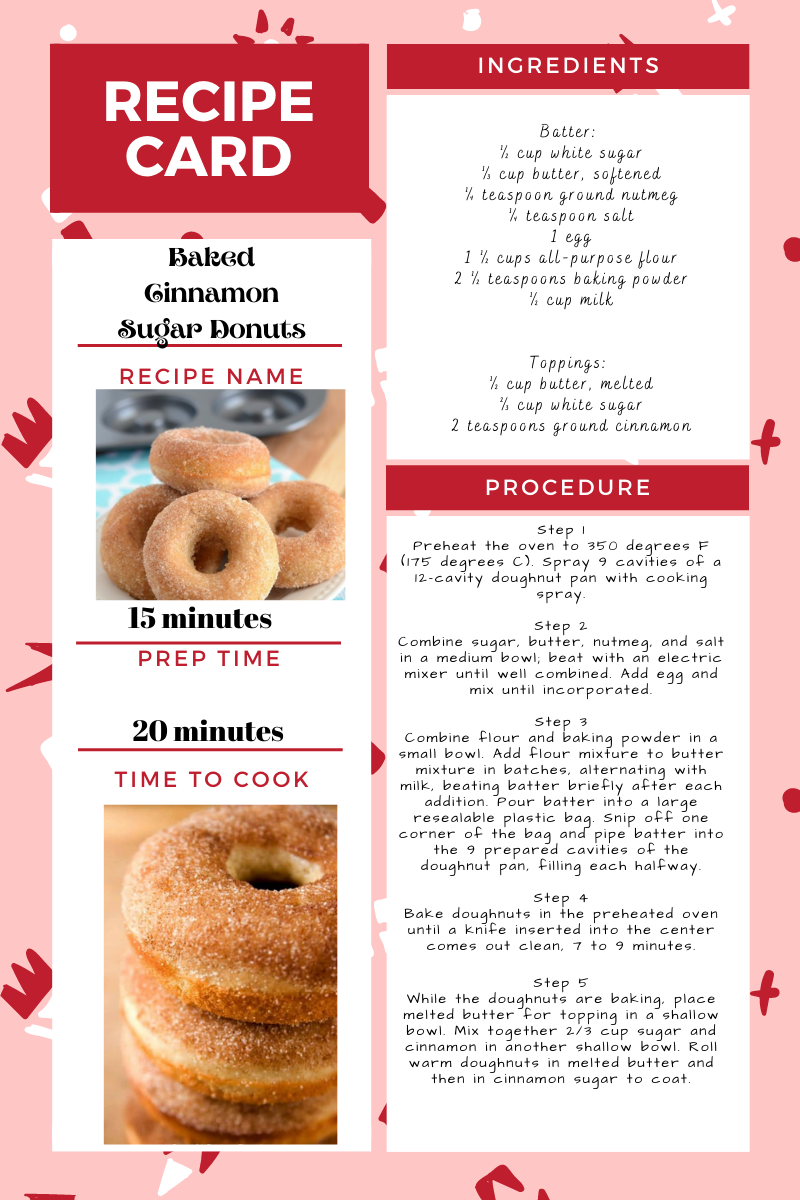 RECIPE
CARD
Baked
Cinnamon
Sugar Donuts
RECIPE NAME
15 minutes
PREP TIME
20 minutes
TIME TO COOK
INGREDIENTS
Batter:
½ cup white sugar
⅓ cup butter, softened
¼ teaspoon ground nutmeg
¼ teaspoon salt
1 egg
1 ½ cups all-purpose flour
2 ½ teaspoons baking powder
½ cup milk
Toppings:
½ cup butter, melted
⅔ cup white sugar
2 teaspoons ground cinnamon
PROCEDURE
Step 1
Preheat the oven to 350 degrees F
(175 degrees C). Spray 9 cavities of a
12-cavity doughnut pan with cooking
spray.
Step 2
Combine sugar, butter, nutmeg, and salt
in a medium bowl; beat with an electric
mixer until well combined. Add egg and
mix until incorporated.
Step 3
Combine flour and baking powder in a
small bowl. Add flour mixture to butter
mixture in batches, alternating with
milk, beating batter briefly after each
addition. Pour batter into a large
resealable plastic bag. Snip off one
corner of the bag and pipe batter into
the 9 prepared cavities of the
doughnut pan, filling each halfway.
Step 4
Bake doughnuts in the preheated oven
until a knife inserted into the center
comes out clean, 7 to 9 minutes.
Step 5
While the doughnuts are baking, place
melted butter for topping in a shallow
bowl. Mix together 2/3 cup sugar and
cinnamon in another shallow bowl. Roll
warm doughnuts in melted butter and
then in cinnamon sugar to coat.